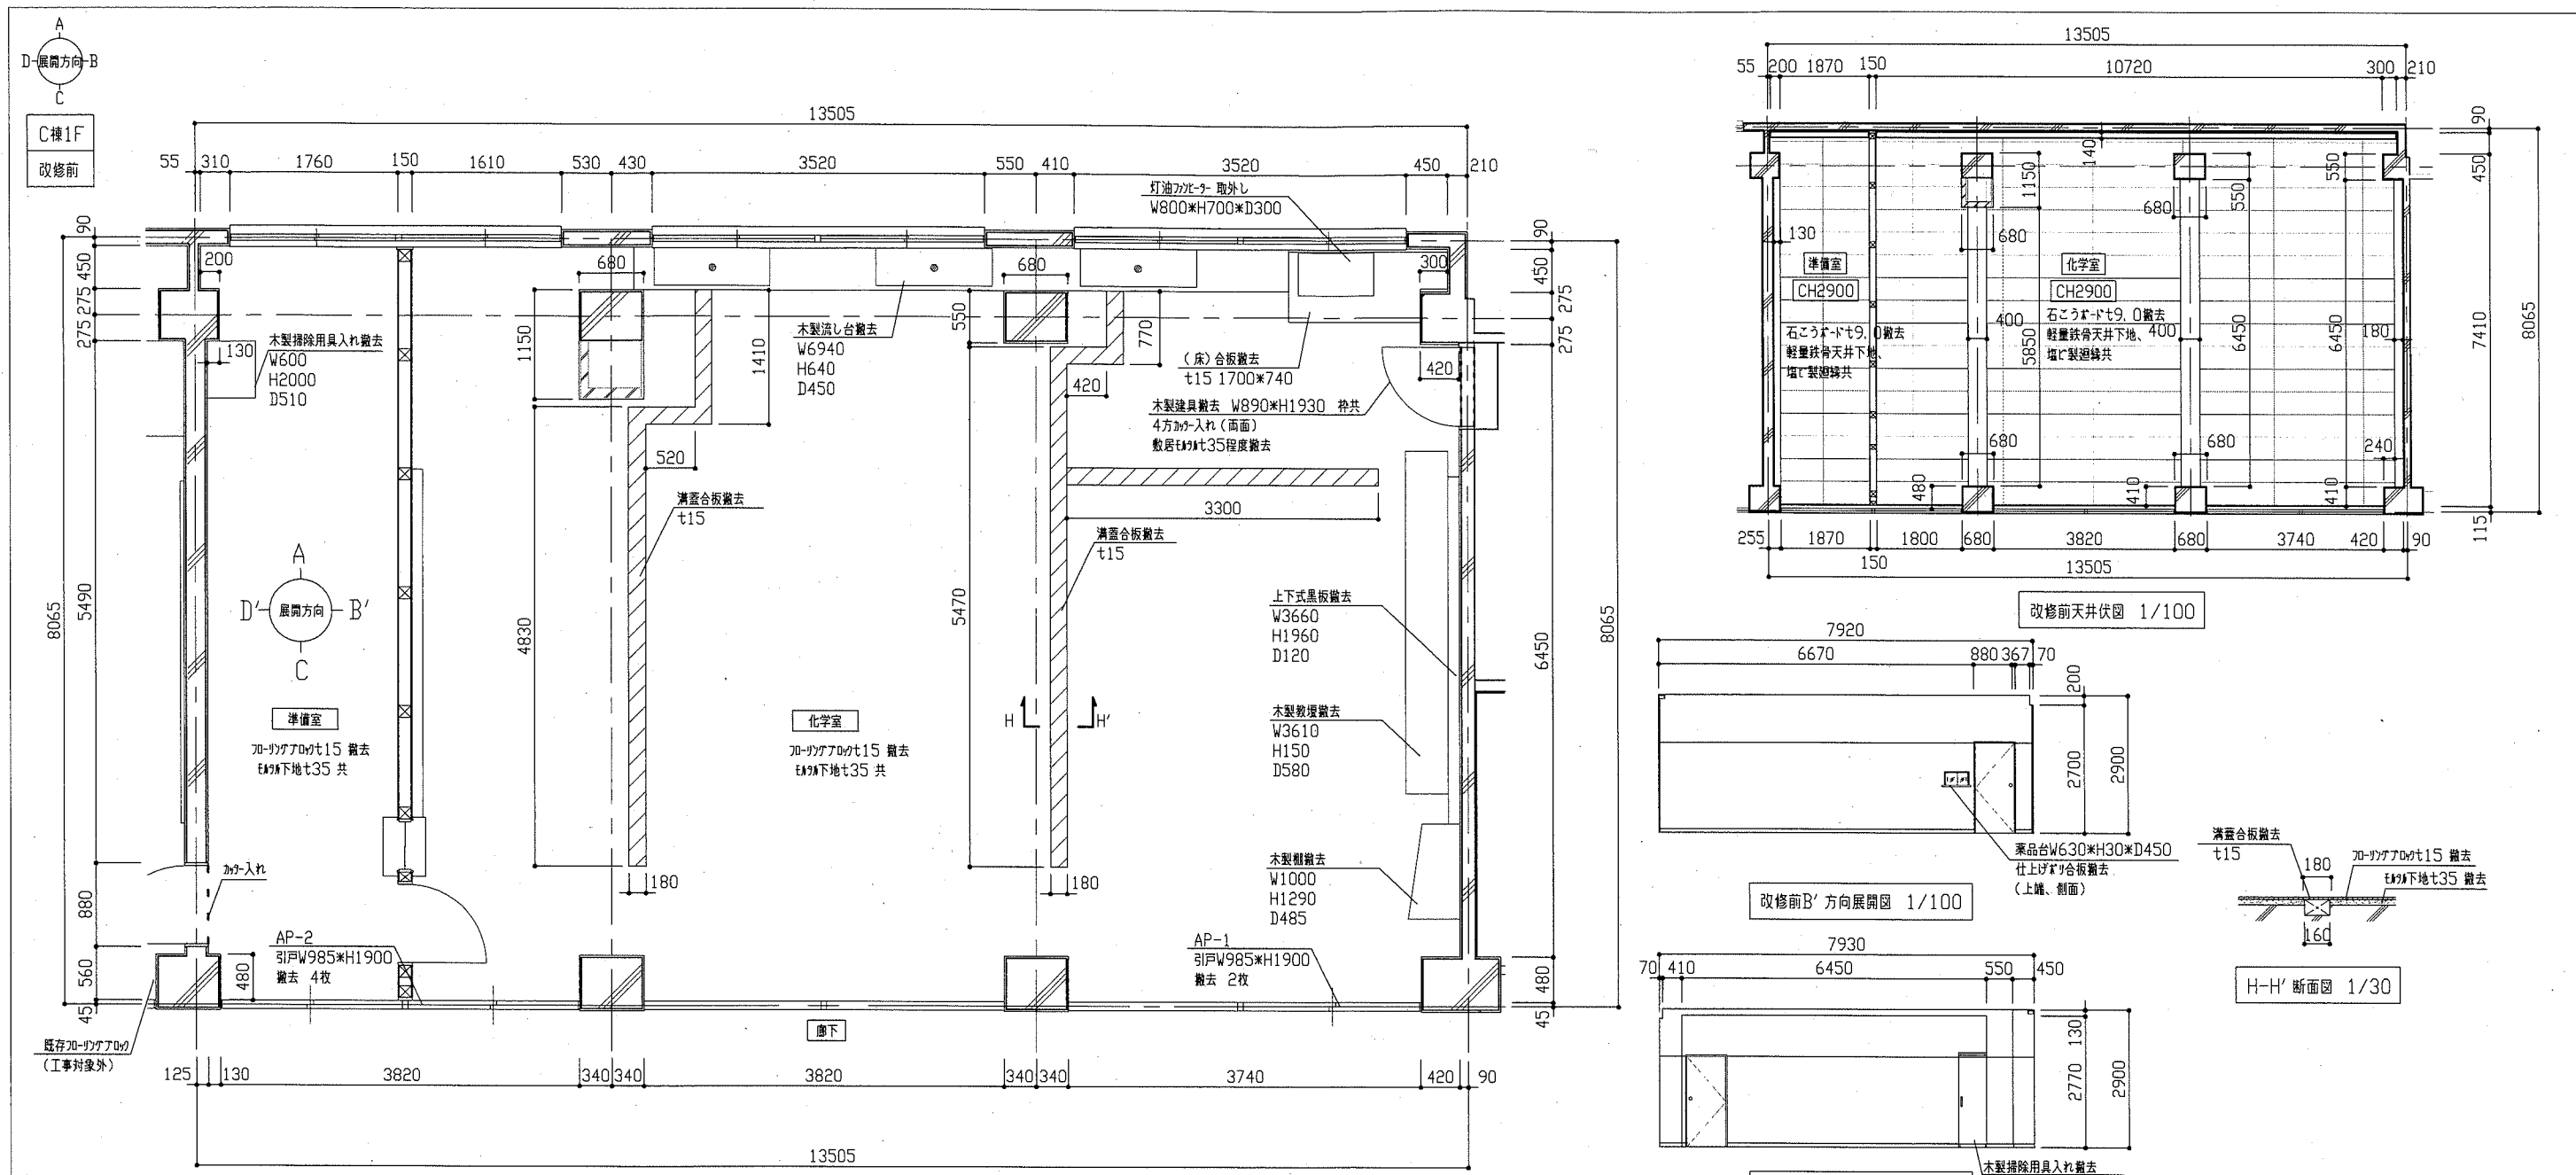 A
D 展開方向 B
C
C棟1F
改修前
13505
55 310 1760 150 1610 530 430 3520 550 410 3520 450 210
灯油ファンヒーター 取外し
W800*H700*D300
90
450
275
275
5490
880
560
45
8065
200
130
木製掃除用具入れ撤去
W600
H2000
D510
680
1150
1410
520
4830
180
木製流し台撤去
W6940
H640
D450
680
550
770
420
5470
180
300
420
(床)合板撤去
t15 1700*740
木製建具撤去 W890*H1930 枠共
4方カッター入れ(両面)
敷居モルタルt35程度撤去
3300
溝蓋合板撤去
t15
溝蓋合板撤去
t15
A
D′ 展開方向 B′
C
準備室
フローリングブロックt15 撤去
モルタル下地t35 共
化学室
フローリングブロックt15 撤去
モルタル下地t35 共
H H′
上下式黒板撤去
W3660
H1960
D120
木製教壇撤去
W3610
H150
D580
木製棚撤去
W1000
H1290
D485
カッター入れ
AP-2
引戸W985*H1900
撤去 4枚
480
AP-1
引戸W985*H1900
撤去 2枚
廊下
既存フローリングブロック
(工事対象外)
90
450
275
275
6450
480
45
8065
125 130 3820 340 340 3820 340 340 3740 420 90
13505
13505
55 200 1870 150 10720 300 210
90
450
7410
115
8065
140
1150
550
550
680
680
130
準備室
CH2900
石こうボードt9.0撤去
軽量鉄骨天井下地、
塩ビ製廻縁共
化学室
CH2900
石こうボードt9.0撤去
軽量鉄骨天井下地、
塩ビ製廻縁共
400
400
5850
6450
6450
180
680
680
240
480
410
410
255 1870 150 1800 680 3820 680 3740 420 90
13505
改修前天井伏図 1/100
7920
6670 880 367 70
200
2700
2900
薬品台W630*H30*D450
仕上げポリ合板撤去
(上端、側面)
改修前B′方向展開図 1/100
溝蓋合板撤去
t15
180
フローリングブロックt15 撤去
モルタル下地t35 撤去
160
H-H′断面図 1/30
7930
70 410 6450 550 450
130
2770
2900
木製掃除用具入れ撤去